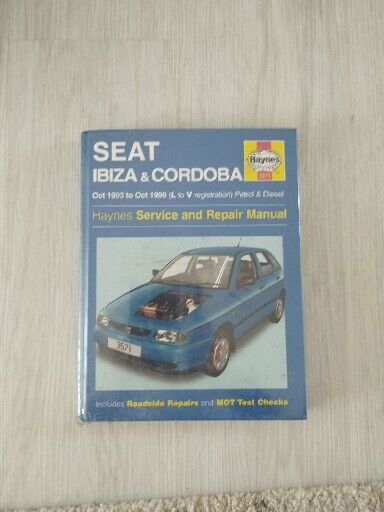 SEAT
IBIZA & CORDOBA
Haynes
3571
Oct 1993 to Oct 1999 (L to V registration) Petrol & Diesel
Haynes Service and Repair Manual
3571
Includes Roadside Repairs and MOT Test Checks